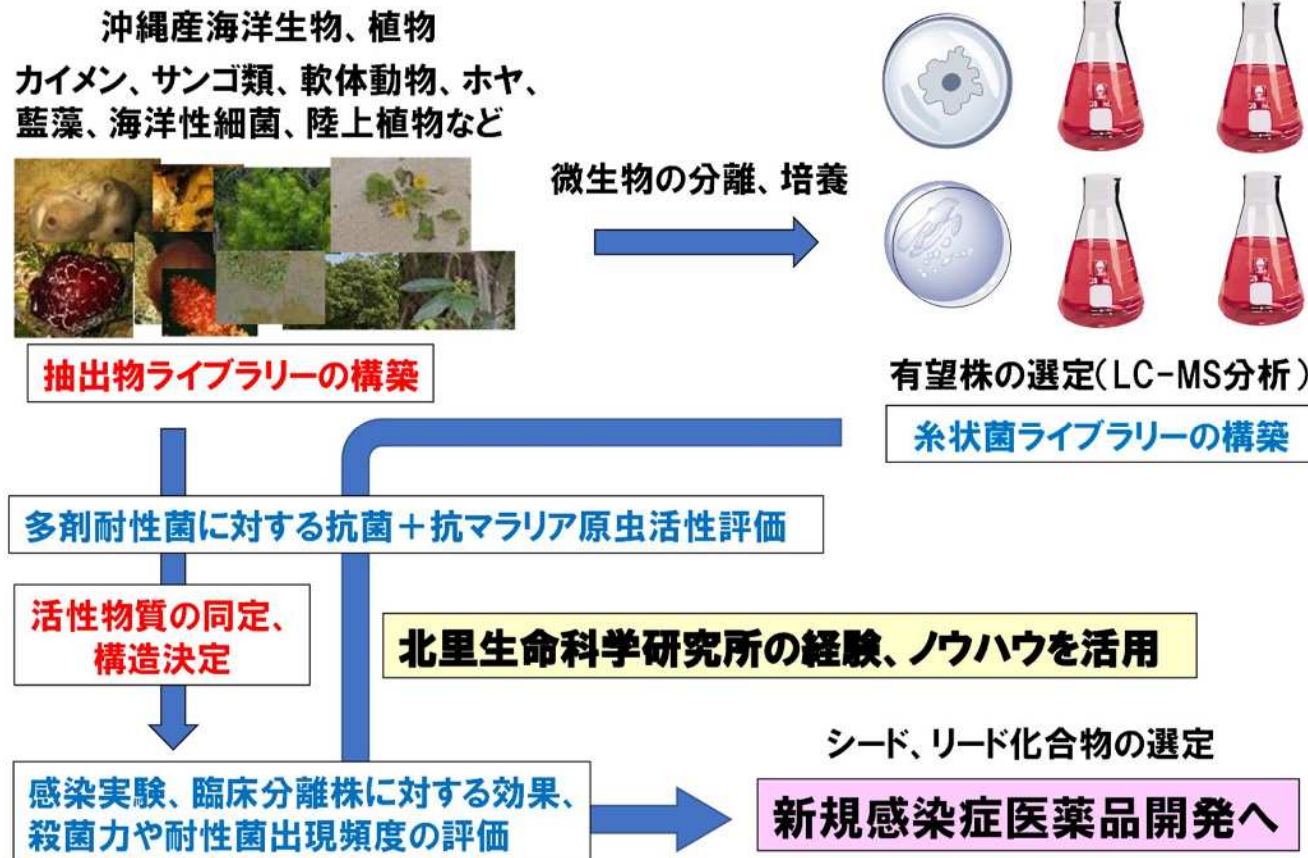 沖縄産海洋生物、植物
カイメン、サンゴ類、軟体動物、ホヤ、
藍藻、海洋性細菌、陸上植物など
微生物の分離、培養
抽出物ライブラリーの構築
有望株の選定(LC-MS分析)
糸状菌ライブラリーの構築
多剤耐性菌に対する抗菌＋抗マラリア原虫活性評価
活性物質の同定、
構造決定
北里生命科学研究所の経験、ノウハウを活用
感染実験、臨床分離株に対する効果、
殺菌力や耐性菌出現頻度の評価
シード、リード化合物の選定
新規感染症医薬品開発へ